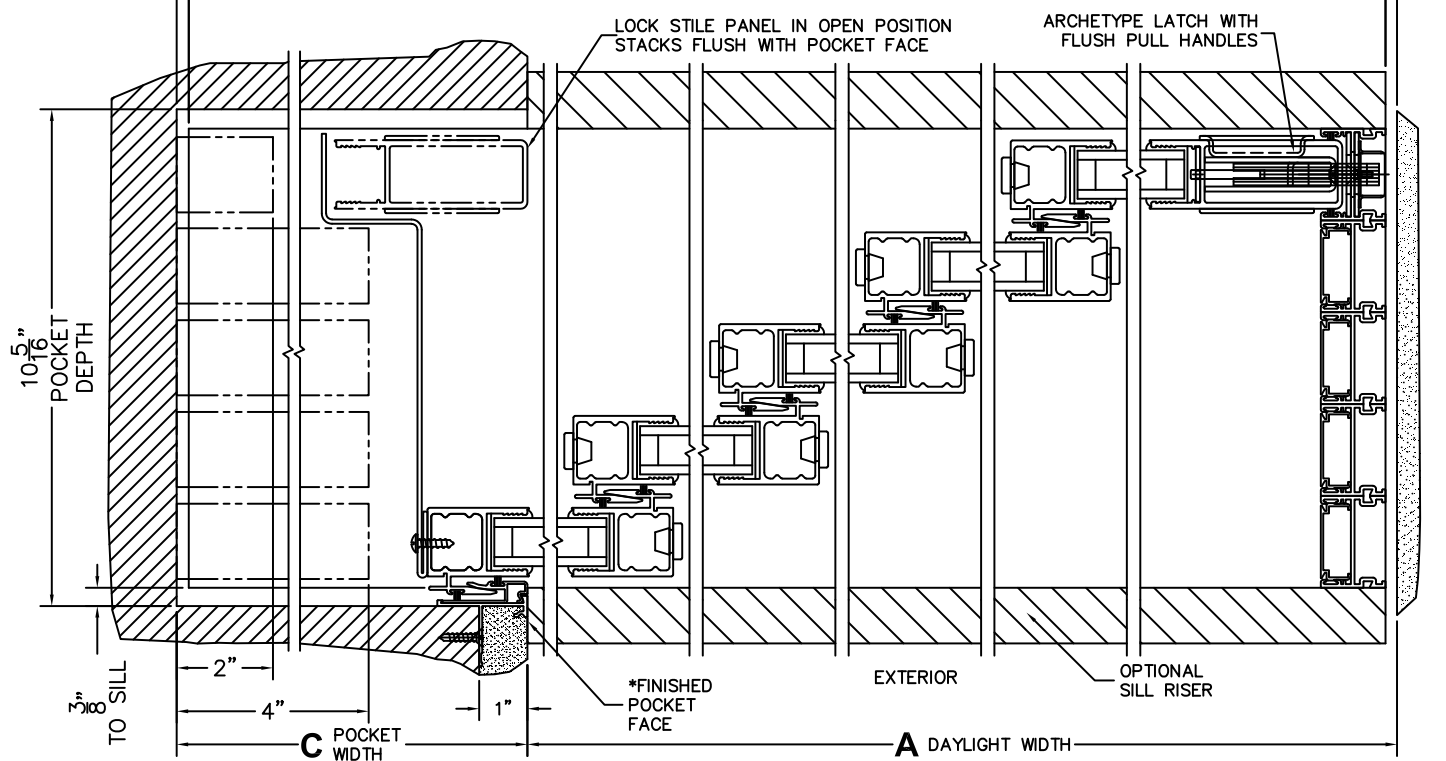 LOCK STILE PANEL IN OPEN POSITION
STACKS FLUSH WITH POCKET FACE
ARCHETYPE LATCH WITH
FLUSH PULL HANDLES
10 5/16"
POCKET
DEPTH
3/8"
TO SILL
2"
4"
1"
*FINISHED
POCKET
FACE
EXTERIOR
OPTIONAL
SILL RISER
C POCKET
WIDTH
A DAYLIGHT WIDTH